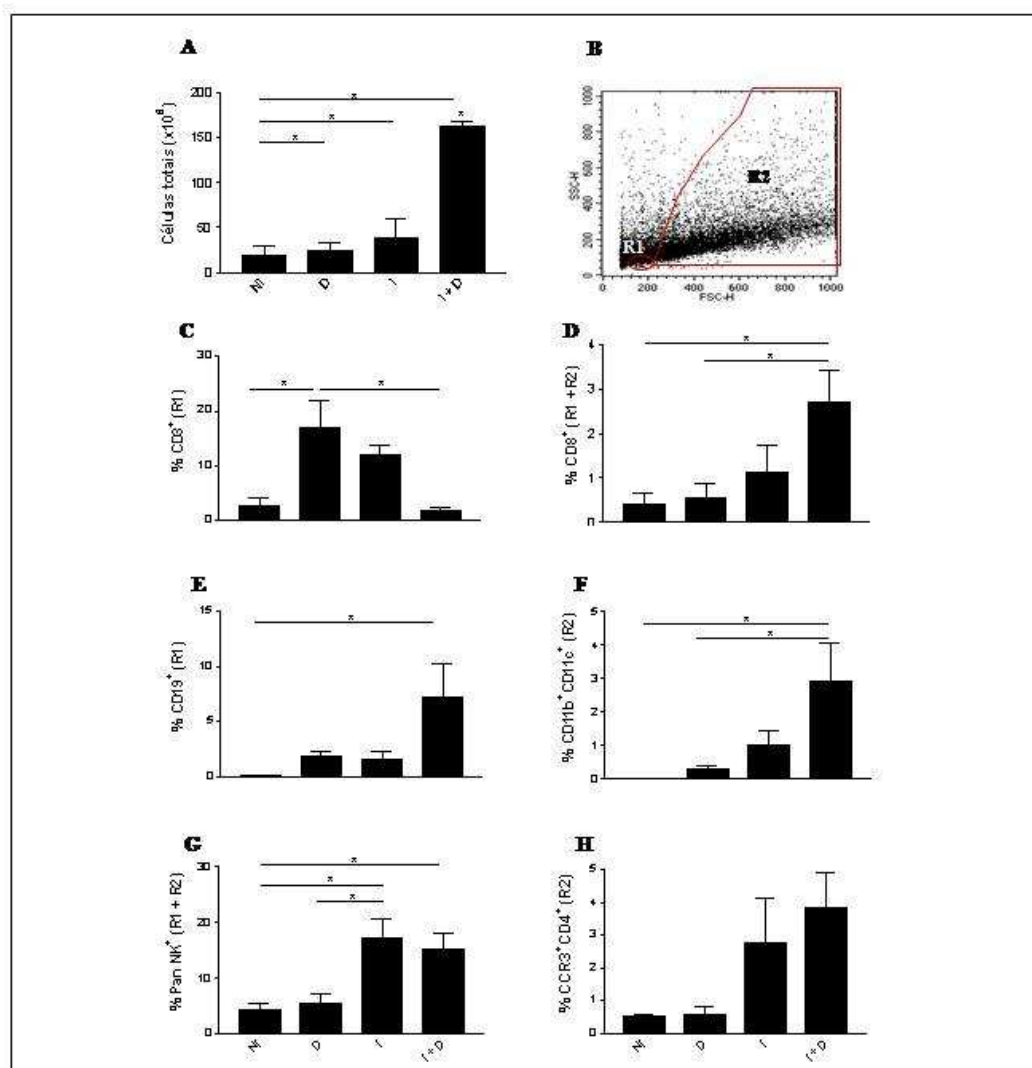 A
Células totais (x10⁶)
200
150
100
50
0
*
*
*
*
NI
D
I
I + D
B
SSC-H
0 200 400 600 800 1000
R1
R2
0 200 400 600 800 1000
FSC-H
C
% CD3⁺ (R1)
30
20
10
0
*
*
D
% CD8⁺ (R1 + R2)
4
3
2
1
0
*
*
E
% CD19⁺ (R1)
15
10
5
0
*
F
% CD11b⁺ CD11c⁺ (R2)
5
4
3
2
1
0
*
*
G
% Pan NK⁺ (R1 + R2)
30
20
10
0
*
*
*
NI
D
I
I + D
H
% CCR3⁺ CD4⁺ (R2)
5
4
3
2
1
0
NI
D
I
I + D